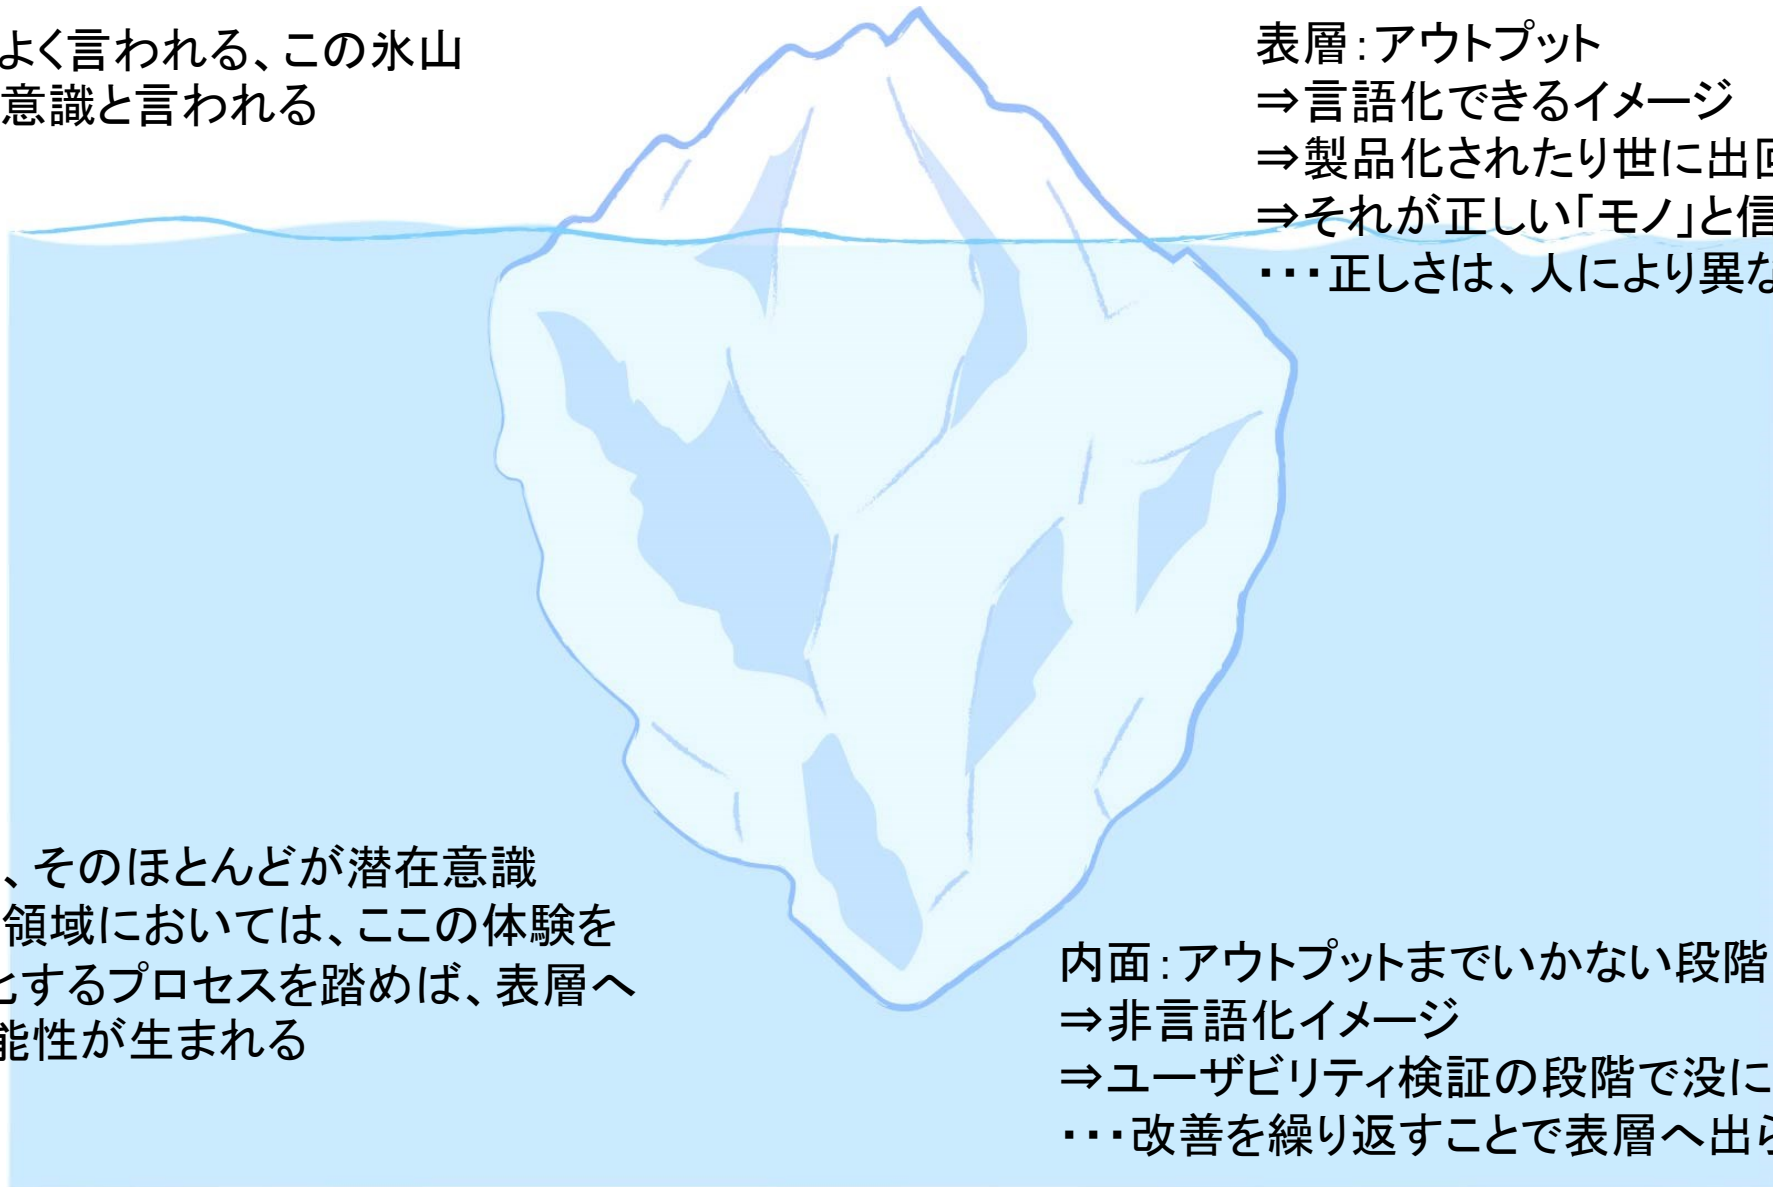 よく言われる、この氷山
意識と言われる
表層：アウトプット
⇒言語化できるイメージ
⇒製品化されたり世に出
⇒それが正しい「モノ」と信
・・・正しさは、人により異な
、そのほとんどが潜在意識
領域においては、ここの体験を
とするプロセスを踏めば、表層へ
能性が生まれる
内面：アウトプットまでいかない段階
⇒非言語化イメージ
⇒ユーザビリティ検証の段階で没に
・・・改善を繰り返すことで表層へ出